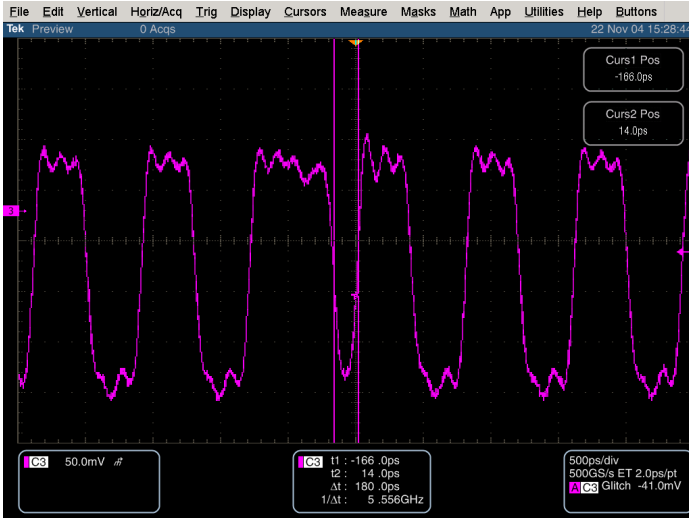 File Edit Vertical Horiz/Acq Trig Display Cursors Measure Masks Math App Utilities Help Buttons
Tek Preview 0 Acqs 22 Nov 04 15:28:44
Curs1 Pos
-166.0ps
Curs2 Pos
14.0ps
3
C3 50.0mV
C3 t1 : -166 .0ps
t2 : 14 .0ps
Δt : 180 .0ps
1/Δt : 5 .556GHz
500ps/div
500GS/s ET 2.0ps/pt
A C3 Glitch -41.0mV